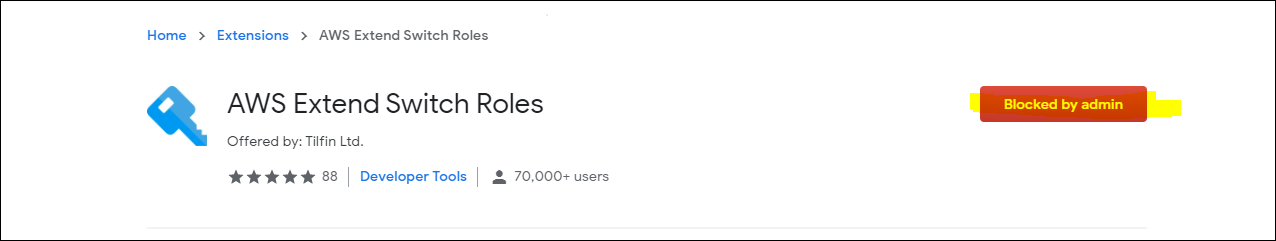 Home > Extensions > AWS Extend Switch Roles
AWS Extend Switch Roles
Blocked by admin
Offered by: Tilfin Ltd.
88 | Developer Tools | 70,000+ users